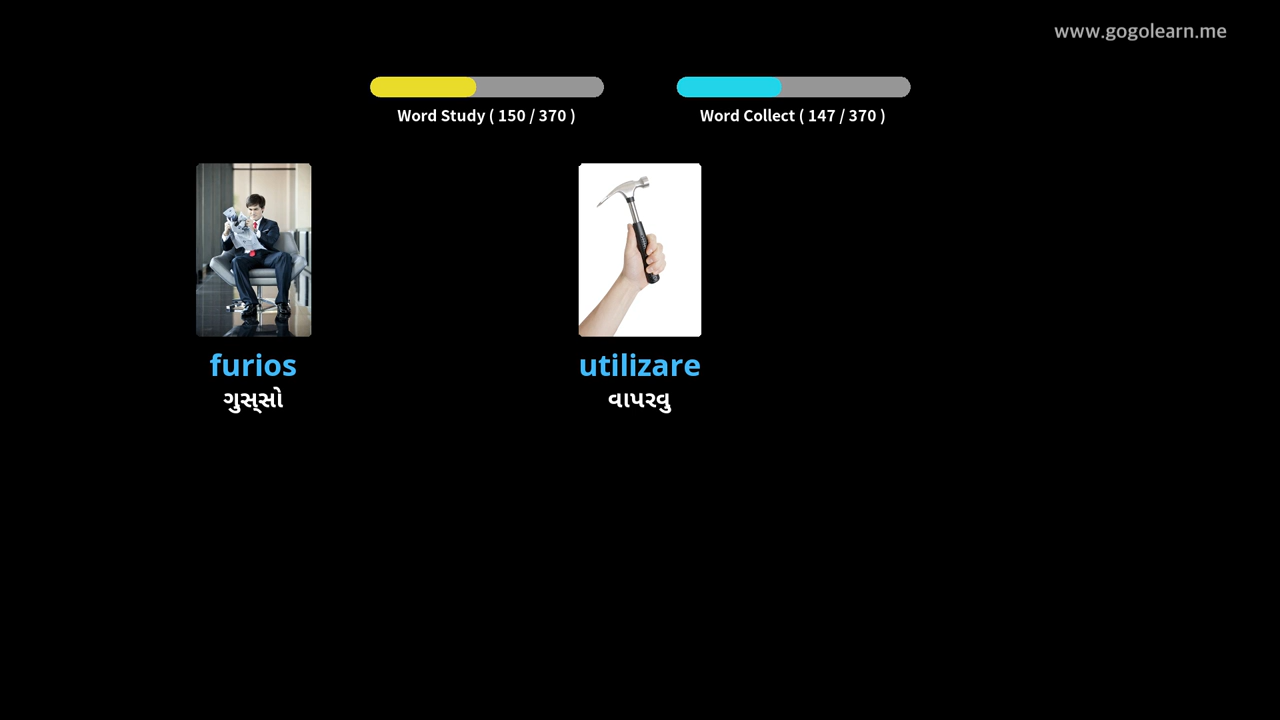 www.gogolearn.me
Word Study ( 150 / 370 )
Word Collect ( 147 / 370 )
furios
ગુસ્સો
utilizare
વાપરવુ